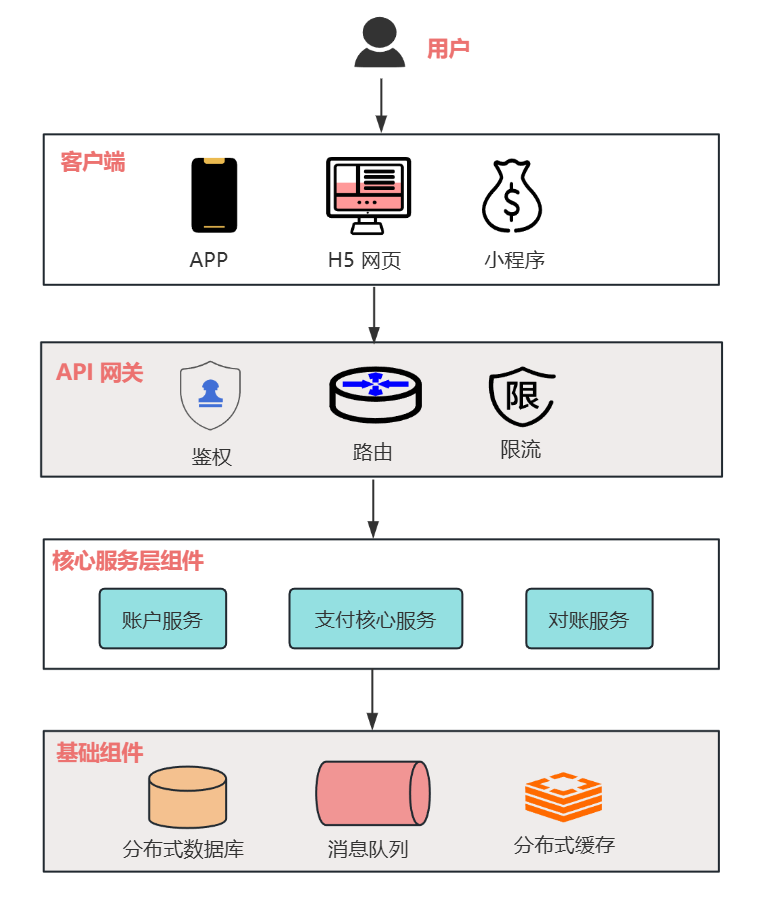 用户
客户端
APP
H5 网页
小程序
API 网关
限
鉴权
路由
限流
核心服务层组件
账户服务
支付核心服务
对账服务
基础组件
分布式数据库
消息队列
分布式缓存